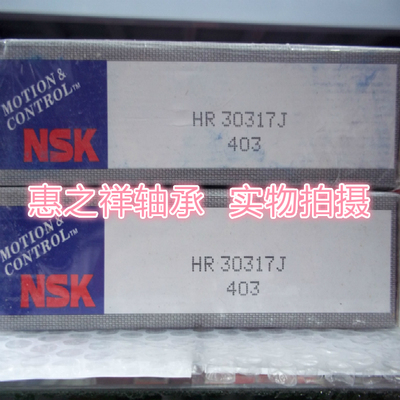 MOTION &
CONTROL™
NSK
HR 30317J
403
惠之祥轴承 实物拍摄
MOTION &
CONTROL™
NSK
HR 30317J
403